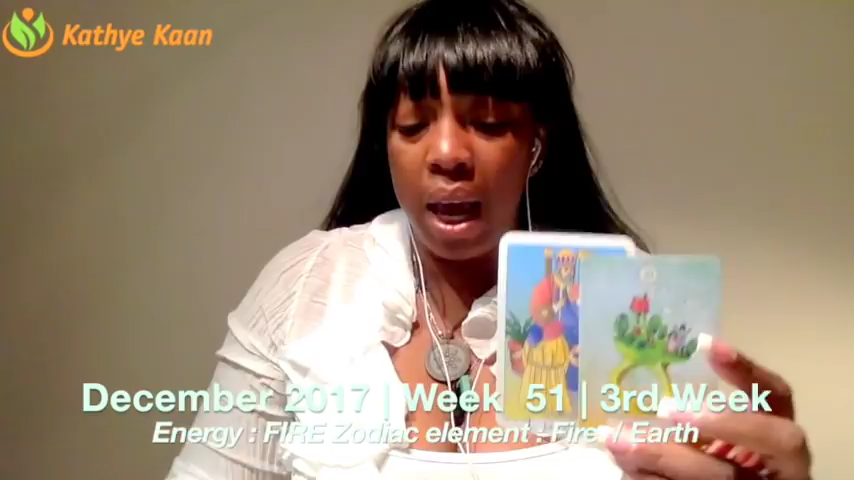 Kathye Kaan
December 2017 | Week 51 | 3rd Week
Energy : FIRE Zodiac element : Fire / Earth